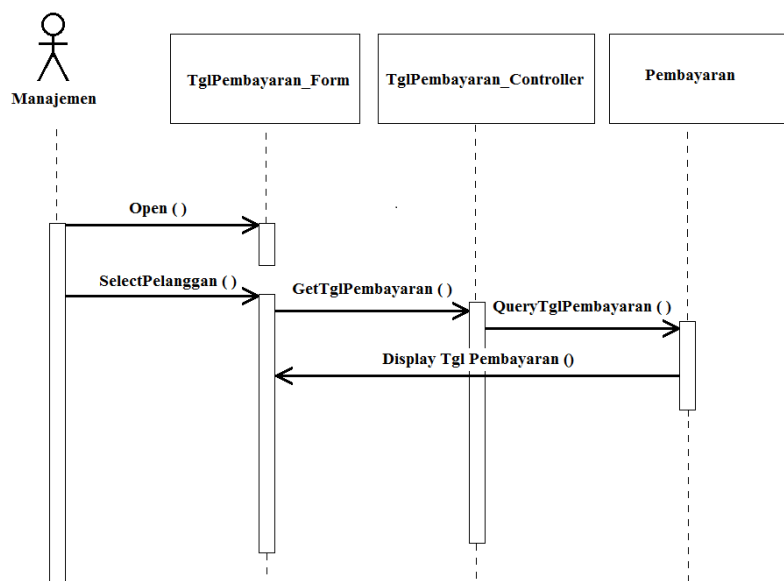 Manajemen
TglPembayaran_Form
TglPembayaran_Controller
Pembayaran
Open ( )
SelectPelanggan ( )
GetTglPembayaran ( )
QueryTglPembayaran ( )
Display Tgl Pembayaran ()